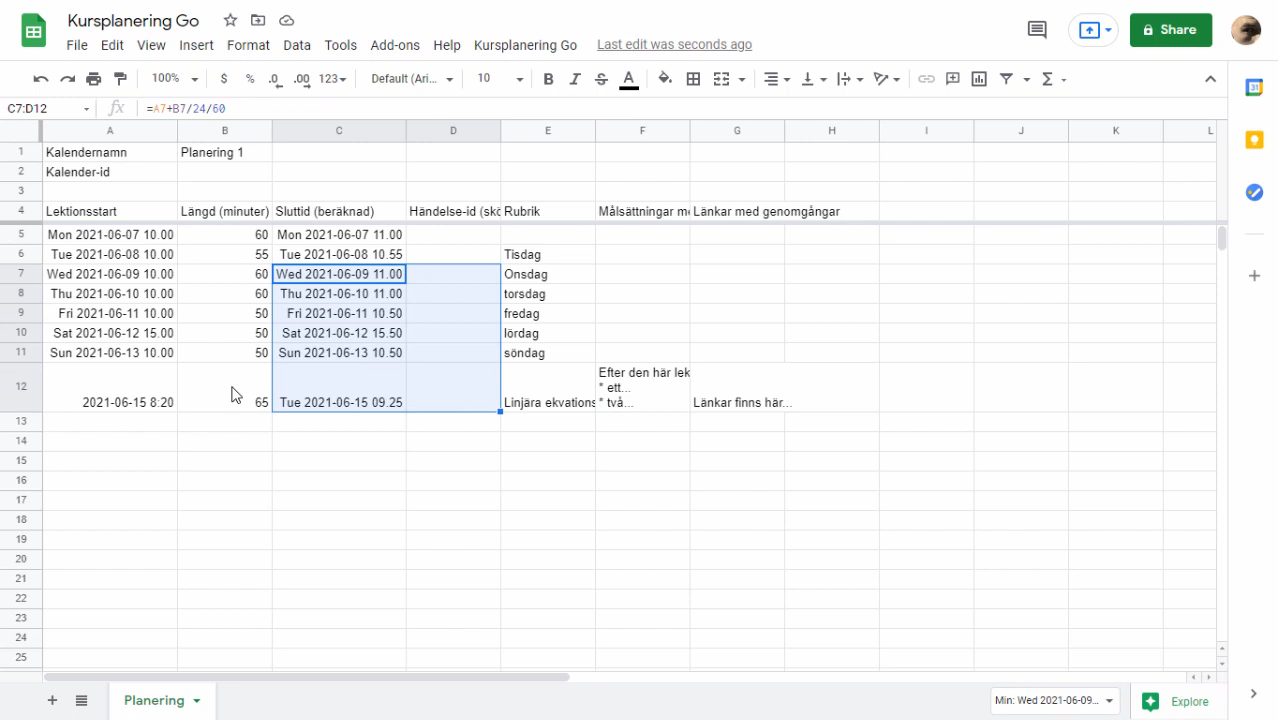 Kursplanering Go
File Edit View Insert Format Data Tools Add-ons Help Kursplanering Go Last edit was seconds ago
Share
100% $ % .0 .00 123 Default (Ari... 10 B I S A
C7:D12 fx =A7+B7/24/60
A B C D E F G H I J K L
1 Kalendernamn Planering 1
2 Kalender-id
3
4 Lektionsstart Längd (minuter) Sluttid (beräknad) Händelse-id (skö Rubrik Målsättningar me Länkar med genomgångar
5 Mon 2021-06-07 10.00 60 Mon 2021-06-07 11.00
6 Tue 2021-06-08 10.00 55 Tue 2021-06-08 10.55 Tisdag
7 Wed 2021-06-09 10.00 60 Wed 2021-06-09 11.00 Onsdag
8 Thu 2021-06-10 10.00 60 Thu 2021-06-10 11.00 torsdag
9 Fri 2021-06-11 10.00 50 Fri 2021-06-11 10.50 fredag
10 Sat 2021-06-12 15.00 50 Sat 2021-06-12 15.50 lördag
11 Sun 2021-06-13 10.00 50 Sun 2021-06-13 10.50 söndag
Efter den här lek
12 * ett...
2021-06-15 8:20 65 Tue 2021-06-15 09.25 Linjära ekvations * två... Länkar finns här...
13
14
15
16
17
18
19
20
21
22
23
24
25
Planering Min: Wed 2021-06-09... Explore
31